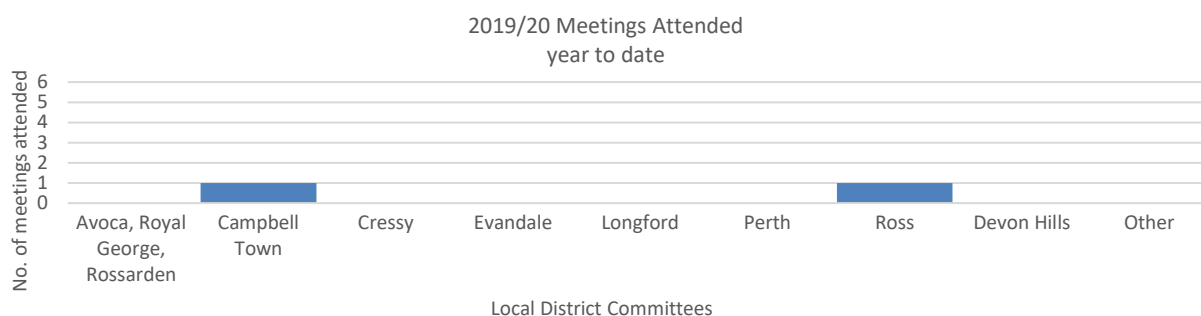 2019/20 Meetings Attended
year to date
No. of meetings attended
6
5
4
3
2
1
0
Avoca, Royal
George,
Rossarden
Campbell
Town
Cressy
Evandale
Longford
Perth
Ross
Devon Hills
Other
Local District Committees